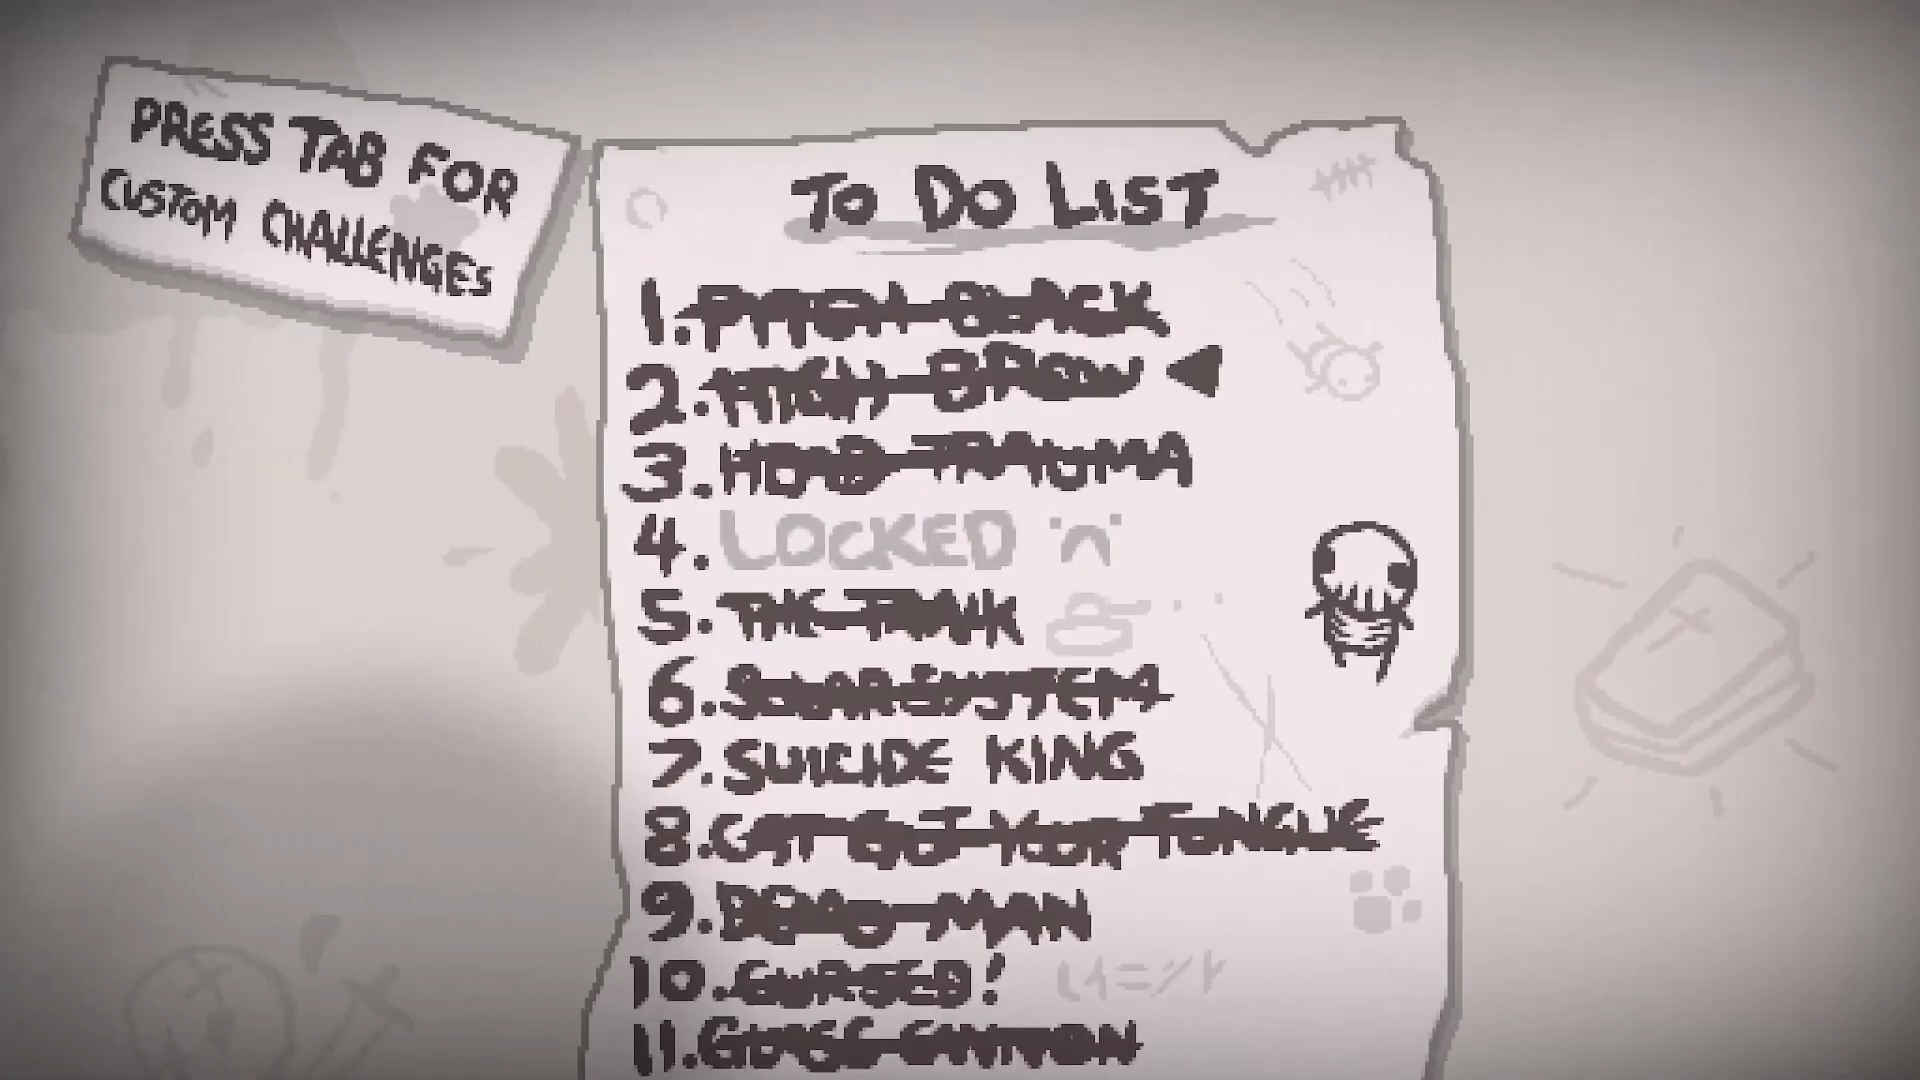 PRESS TAB FOR
CUSTOM CHALLENGES
TO DO LIST
1. PITCH BLACK
2. HIGH BROW
3. HEAD TRAUMA
4. LOCKED
5. THE TANK
6. SOLAR SYSTEM
7. SUICIDE KING
8. CAT GOT YOUR TONGUE
9. DEMO MAN
10. CURSED!
11. GLASS CANNON